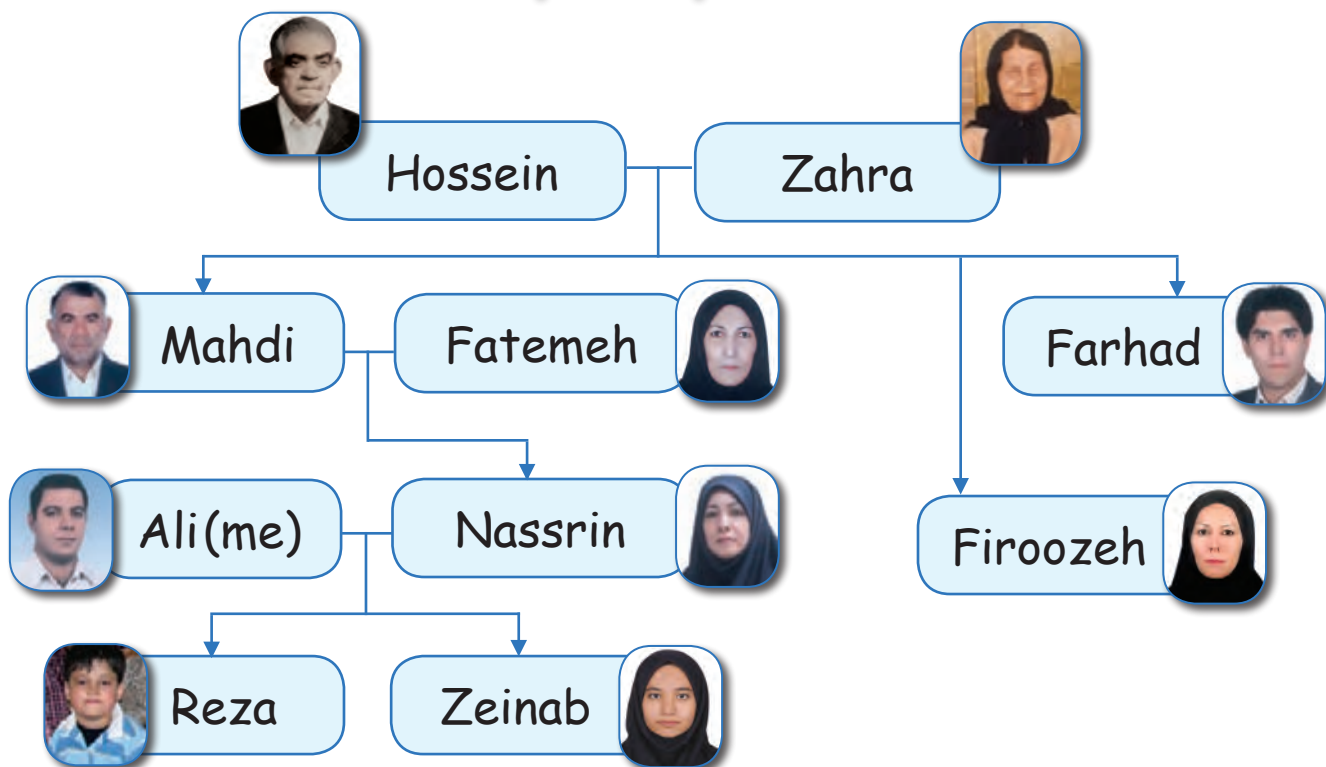 Hossein
Zahra
Mahdi
Fatemeh
Farhad
Ali(me)
Nassrin
Firoozeh
Reza
Zeinab